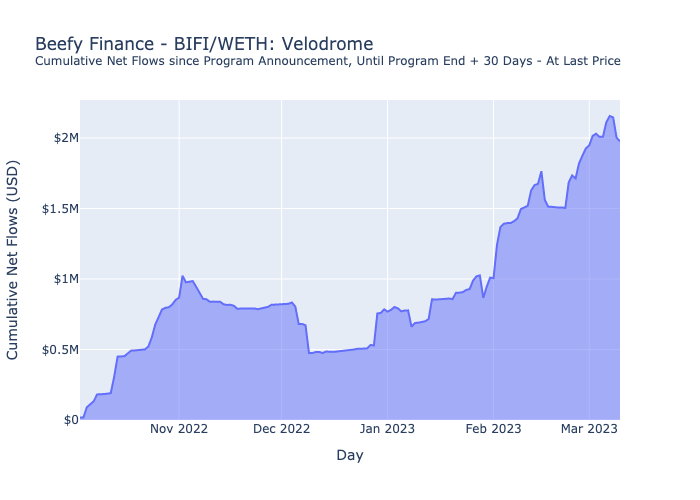 Beefy Finance - BIFI/WETH: Velodrome
Cumulative Net Flows since Program Announcement, Until Program End + 30 Days - At Last Price
Cumulative Net Flows (USD)
$2M
$1.5M
$1M
$0.5M
$0
Nov 2022 Dec 2022 Jan 2023 Feb 2023 Mar 2023
Day